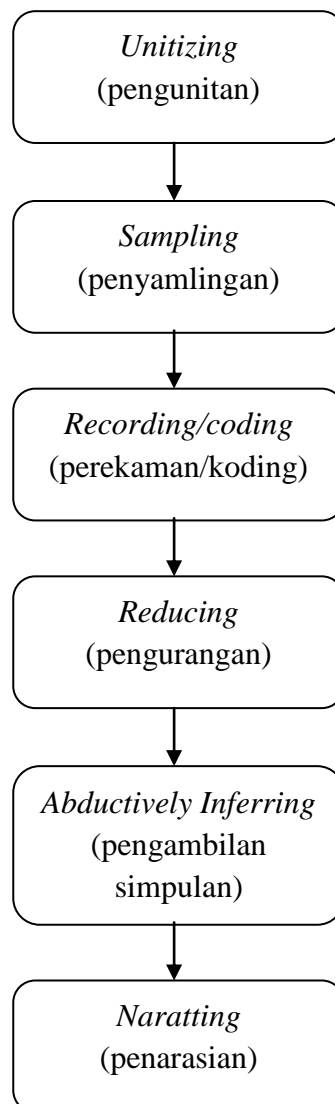 Unitizing
(pengunitan)
Sampling
(penyamlingan)
Recording/coding
(perekaman/koding)
Reducing
(pengurangan)
Abductively Inferring
(pengambilan
simpulan)
Naratting
(penarasian)